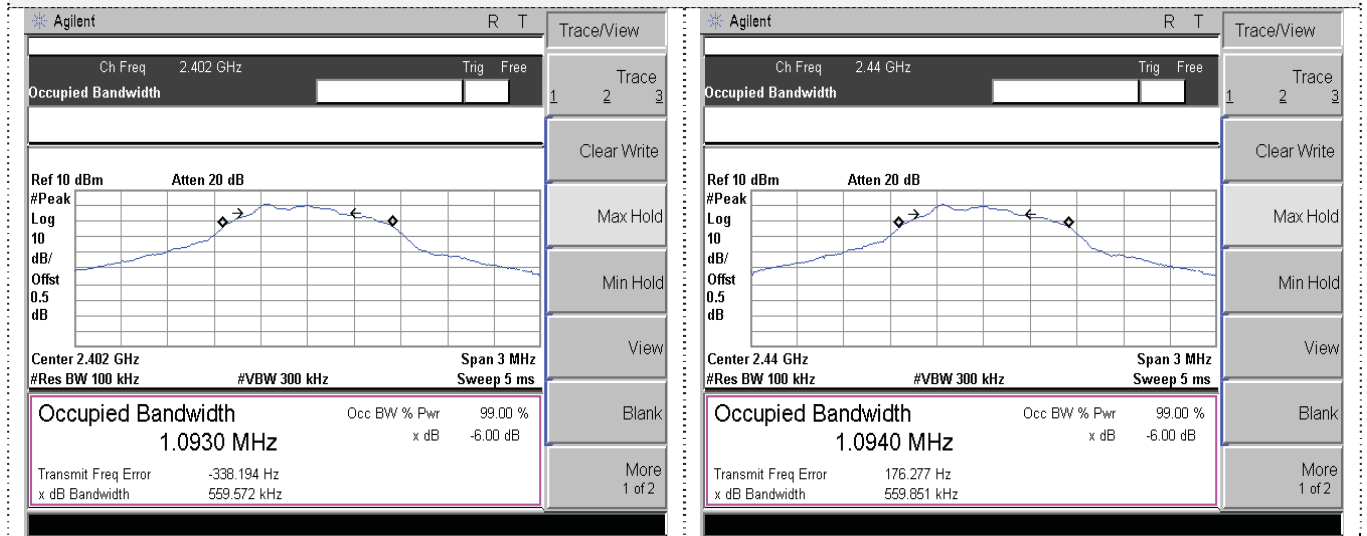 Agilent R T
Trace/View
Ch Freq 2.402 GHz Trig Free
Occupied Bandwidth
Trace
1 2 3
Clear Write
Ref 10 dBm Atten 20 dB
#Peak
Log
10
dB/
Offst
0.5
dB
Max Hold
Min Hold
View
Center 2.402 GHz Span 3 MHz
#Res BW 100 kHz #VBW 300 kHz Sweep 5 ms
Occupied Bandwidth Occ BW % Pwr 99.00 %
1.0930 MHz x dB -6.00 dB
Blank
Transmit Freq Error -338.194 Hz
x dB Bandwidth 559.572 kHz
More
1 of 2
Agilent R T
Trace/View
Ch Freq 2.44 GHz Trig Free
Occupied Bandwidth
Trace
1 2 3
Clear Write
Ref 10 dBm Atten 20 dB
#Peak
Log
10
dB/
Offst
0.5
dB
Max Hold
Min Hold
View
Center 2.44 GHz Span 3 MHz
#Res BW 100 kHz #VBW 300 kHz Sweep 5 ms
Occupied Bandwidth Occ BW % Pwr 99.00 %
1.0940 MHz x dB -6.00 dB
Blank
Transmit Freq Error 176.277 Hz
x dB Bandwidth 559.851 kHz
More
1 of 2